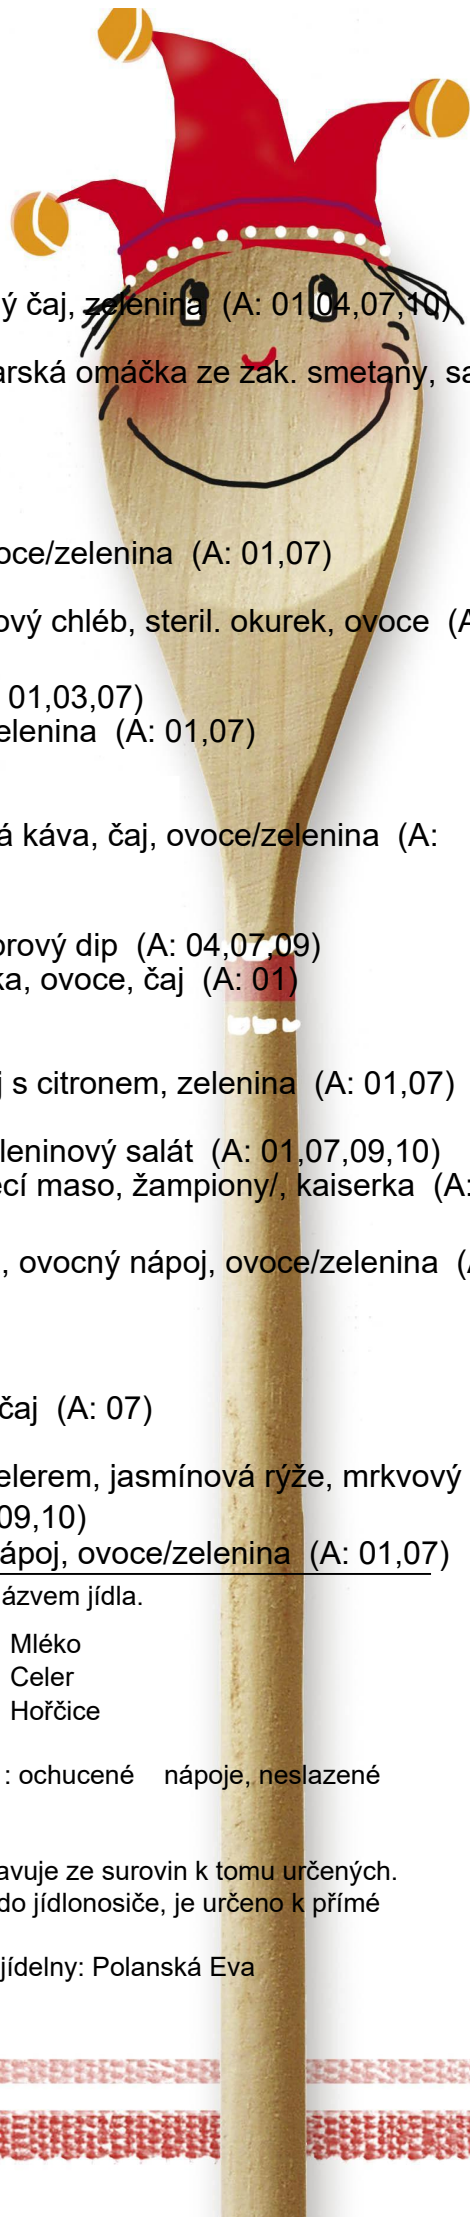 ý čaj, zelenina (A: 01,04,07,10)
arská omáčka ze zak. smetany, sa
oce/zelenina (A: 01,07)
ový chléb, steril. okurek, ovoce (A
01,03,07)
elenina (A: 01,07)
á káva, čaj, ovoce/zelenina (A:
orový dip (A: 04,07,09)
ka, ovoce, čaj (A: 01)
j s citronem, zelenina (A: 01,07)
leninový salát (A: 01,07,09,10)
ecí maso, žampiony/, kaiserka (A:
, ovocný nápoj, ovoce/zelenina (A
čaj (A: 07)
elerem, jasmínová rýže, mrkvový
09,10)
ápoj, ovoce/zelenina (A: 01,07)
ázvem jídla.
Mléko
Celer
Hořčice
: ochucené nápoje, neslazené
avuje ze surovin k tomu určených.
do jídlonosiče, je určeno k přímé
jídelny: Polanská Eva